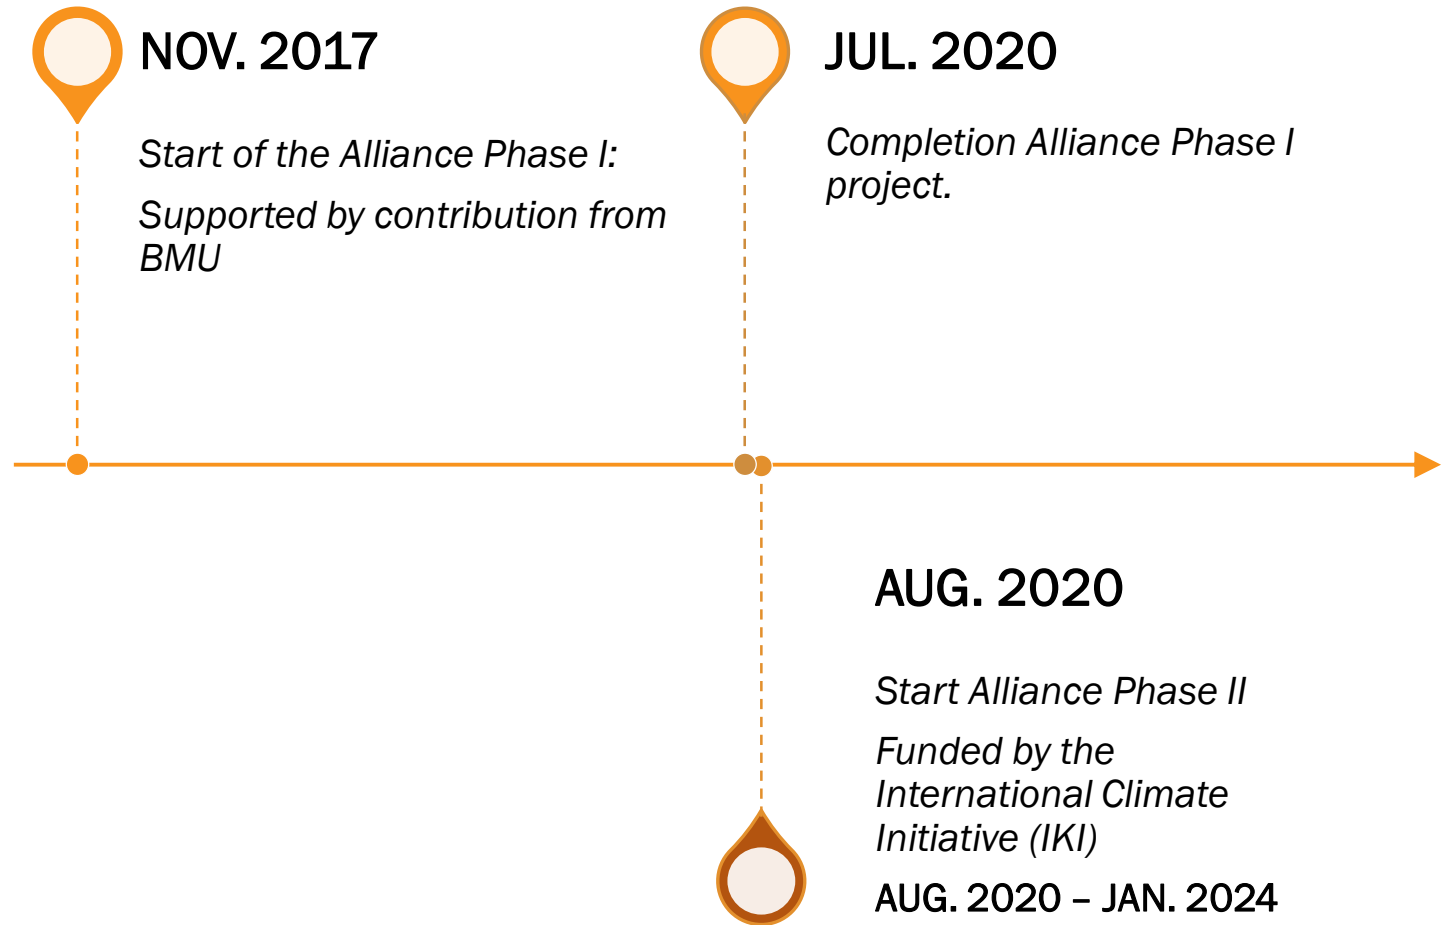 NOV. 2017
Start of the Alliance Phase I:
Supported by contribution from
BMU
JUL. 2020
Completion Alliance Phase I
project.
AUG. 2020
Start Alliance Phase II
Funded by the
International Climate
Initiative (IKI)
AUG. 2020 – JAN. 2024